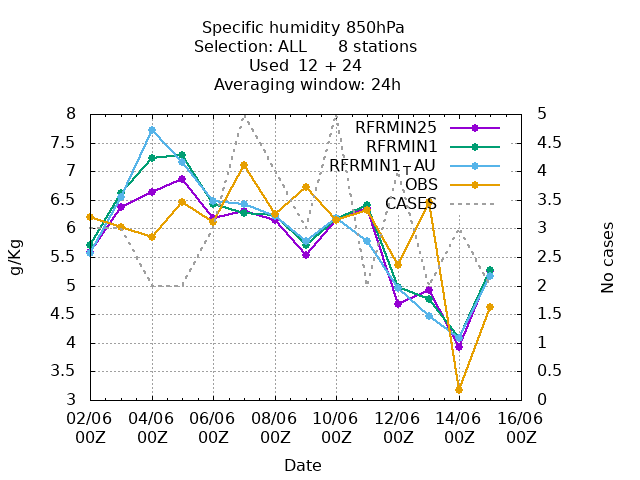 Specific humidity 850hPa
Selection: ALL 8 stations
Used 12 + 24
Averaging window: 24h
RFRMIN25
RFRMIN1
RFRMIN1-AU
OBS
CASES
8
7.5
7
6.5
6
5.5
5
4.5
4
3.5
3
g/Kg
5
4.5
4
3.5
3
2.5
2
1.5
1
0.5
0
No cases
02/06 04/06 06/06 08/06 10/06 12/06 14/06 16/06
00Z 00Z 00Z 00Z 00Z 00Z 00Z 00Z
Date